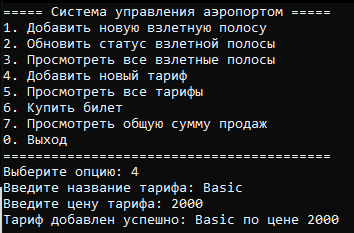 ===== Система управления аэропортом =====
1. Добавить новую взлетную полосу
2. Обновить статус взлетной полосы
3. Просмотреть все взлетные полосы
4. Добавить новый тариф
5. Просмотреть все тарифы
6. Купить билет
7. Просмотреть общую сумму продаж
0. Выход
=========================================
Выберите опцию: 4
Введите название тарифа: Basic
Введите цену тарифа: 2000
Тариф добавлен успешно: Basic по цене 2000